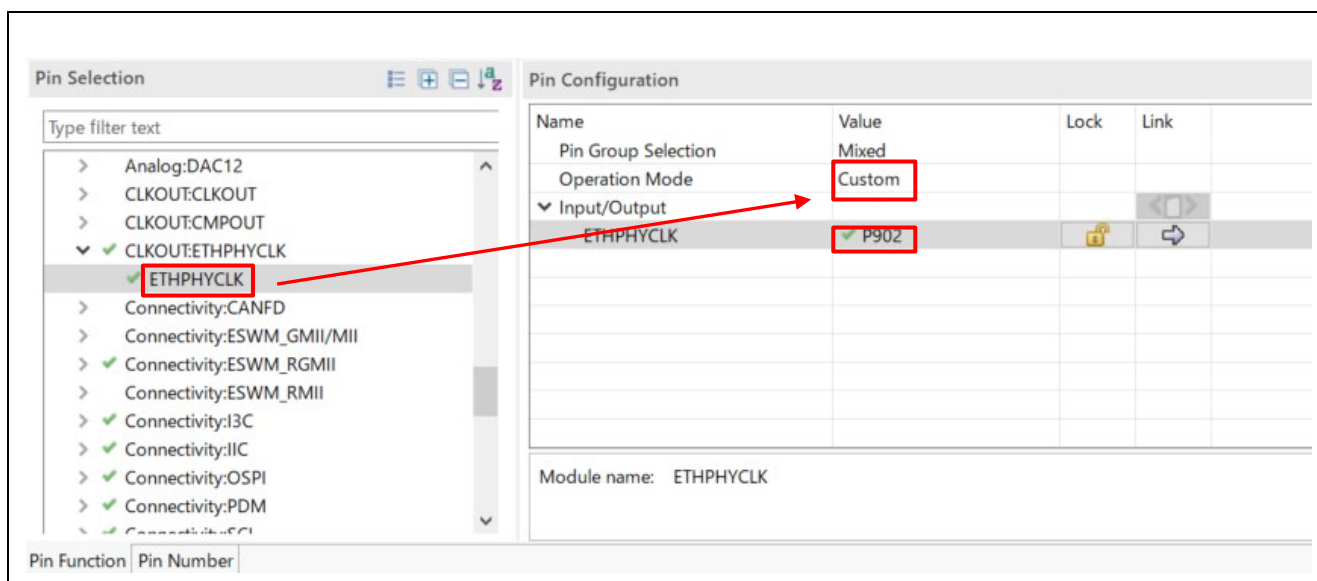 Pin Selection
Type filter text
Analog:DAC12
CLKOUT:CLKOUT
CLKOUT:CMPOUT
CLKOUT:ETHPHYCLK
ETHPHYCLK
Connectivity:CANFD
Connectivity:ESWM_GMII/MII
Connectivity:ESWM_RGMII
Connectivity:ESWM_RMII
Connectivity:I3C
Connectivity:IIC
Connectivity:OSPI
Connectivity:PDM
Connectivity:SCI
Pin Function Pin Number
Pin Configuration
Name Value Lock Link
Pin Group Selection Mixed
Operation Mode Custom
Input/Output
ETHPHYCLK P902
Module name: ETHPHYCLK